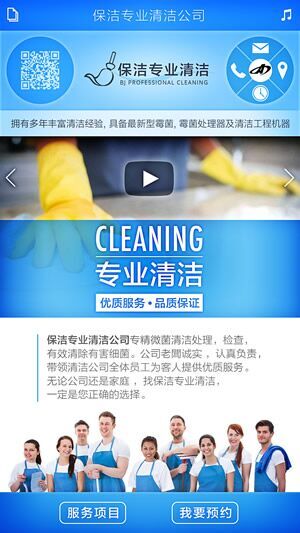 保洁专业清洁公司
保洁专业清洁
BJ PROFESSIONAL CLEANING
拥有多年丰富清洁经验, 具备最新型霉菌, 霉菌处理器及清洁工程机器
CLEANING
专业清洁
优质服务•品质保证
保洁专业清洁公司专精微菌清洁处理，检查，
有效清除有害细菌。公司老闆诚实 ，认真负责，
带领清洁公司全体员工为客人提供优质服务。
无论公司还是家庭 ，找保洁专业清洁，
一定是您正确的选择。
服务项目
我要预约